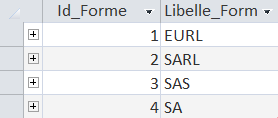 Id_Forme Libelle_Form
1 EURL
2 SARL
3 SAS
4 SA